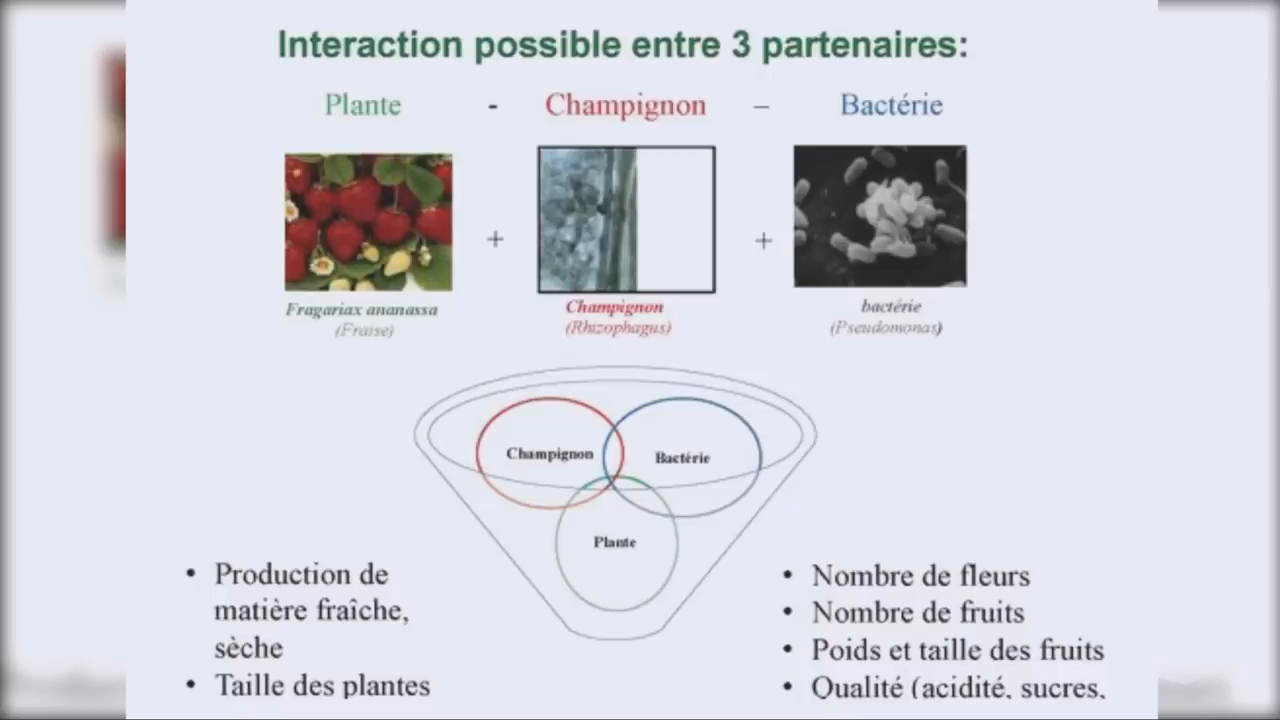 Interaction possible entre 3 partenaires:
Plante - Champignon – Bactérie
+ +
Fragariax ananassa
(Fraise)
Champignon
(Rhizophagus)
bactérie
(Pseudomonas)
Champignon
Bactérie
Plante
• Production de
matière fraîche,
sèche
• Taille des plantes
• Nombre de fleurs
• Nombre de fruits
• Poids et taille des fruits
• Qualité (acidité, sucres,